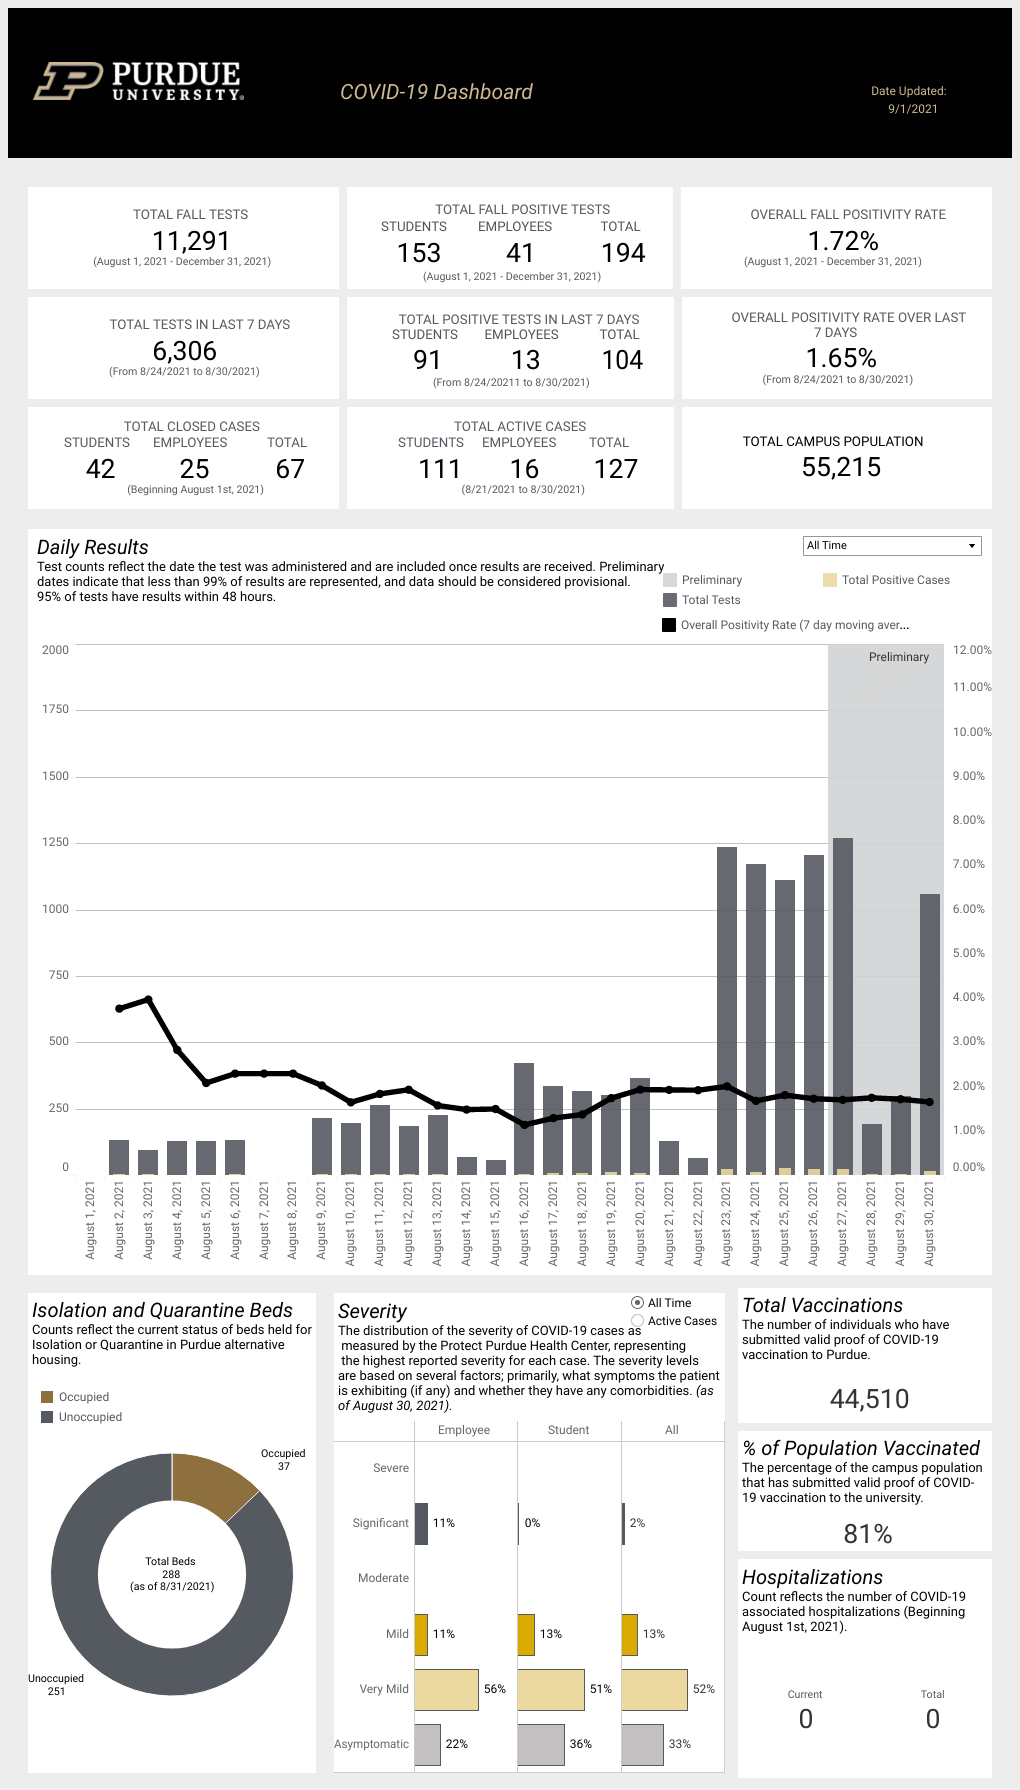 PURDUE
UNIVERSITY®
COVID-19 Dashboard
Date Updated:
9/1/2021
TOTAL FALL TESTS
11,291
(August 1, 2021 - December 31, 2021)
TOTAL FALL POSITIVE TESTS
STUDENTS EMPLOYEES TOTAL
153 41 194
(August 1, 2021 - December 31, 2021)
OVERALL FALL POSITIVITY RATE
1.72%
(August 1, 2021 - December 31, 2021)
TOTAL TESTS IN LAST 7 DAYS
6,306
(From 8/24/2021 to 8/30/2021)
TOTAL POSITIVE TESTS IN LAST 7 DAYS
STUDENTS EMPLOYEES TOTAL
91 13 104
(From 8/24/20211 to 8/30/2021)
OVERALL POSITIVITY RATE OVER LAST
7 DAYS
1.65%
(From 8/24/2021 to 8/30/2021)
TOTAL CLOSED CASES
STUDENTS EMPLOYEES TOTAL
42 25 67
(Beginning August 1st, 2021)
TOTAL ACTIVE CASES
STUDENTS EMPLOYEES TOTAL
111 16 127
(8/21/2021 to 8/30/2021)
TOTAL CAMPUS POPULATION
55,215
Daily Results
Test counts reflect the date the test was administered and are included once results are received. Preliminary
dates indicate that less than 99% of results are represented, and data should be considered provisional.
95% of tests have results within 48 hours.
All Time
Preliminary
Total Positive Cases
Total Tests
Overall Positivity Rate (7 day moving aver...
Preliminary
2000
1750
1500
1250
1000
750
500
250
0
12.00%
11.00%
10.00%
9.00%
8.00%
7.00%
6.00%
5.00%
4.00%
3.00%
2.00%
1.00%
0.00%
August 1, 2021
August 2, 2021
August 3, 2021
August 4, 2021
August 5, 2021
August 6, 2021
August 7, 2021
August 8, 2021
August 9, 2021
August 10, 2021
August 11, 2021
August 12, 2021
August 13, 2021
August 14, 2021
August 15, 2021
August 16, 2021
August 17, 2021
August 18, 2021
August 19, 2021
August 20, 2021
August 21, 2021
August 22, 2021
August 23, 2021
August 24, 2021
August 25, 2021
August 26, 2021
August 27, 2021
August 28, 2021
August 29, 2021
August 30, 2021
Isolation and Quarantine Beds
Counts reflect the current status of beds held for
Isolation or Quarantine in Purdue alternative
housing.
Occupied
Unoccupied
Occupied
37
Total Beds
288
(as of 8/31/2021)
Unoccupied
251
Severity
All Time
Active Cases
The distribution of the severity of COVID-19 cases as
measured by the Protect Purdue Health Center, representing
the highest reported severity for each case. The severity levels
are based on several factors; primarily, what symptoms the patient
is exhibiting (if any) and whether they have any comorbidities. (as
of August 30, 2021).
Employee Student All
Severe
Significant 11% 0% 2%
Moderate
Mild 11% 13% 13%
Very Mild 56% 51% 52%
Asymptomatic 22% 36% 33%
Total Vaccinations
The number of individuals who have
submitted valid proof of COVID-19
vaccination to Purdue.
44,510
% of Population Vaccinated
The percentage of the campus population
that has submitted valid proof of COVID-
19 vaccination to the university.
81%
Hospitalizations
Count reflects the number of COVID-19
associated hospitalizations (Beginning
August 1st, 2021).
Current Total
0 0